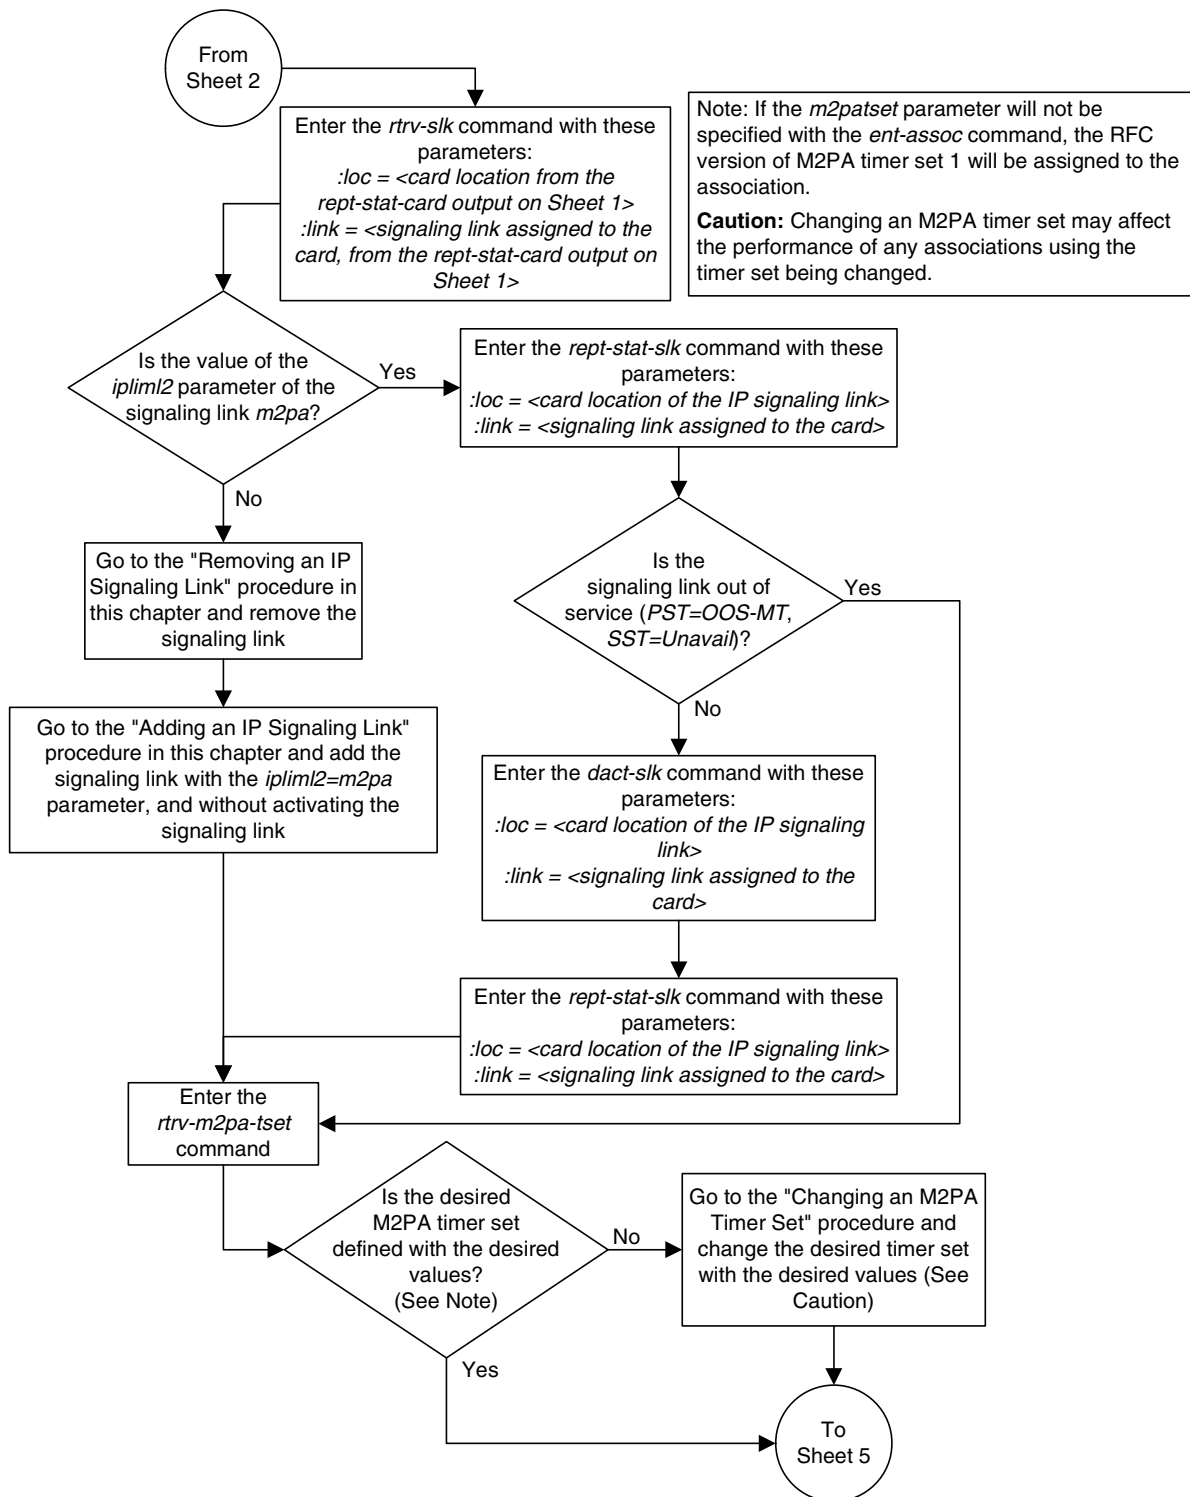 From
Sheet 2
Enter the rtrv-slk command with these
parameters:
:loc = <card location from the
rept-stat-card output on Sheet 1>
:link = <signaling link assigned to the
card, from the rept-stat-card output on
Sheet 1>
Note: If the m2patset parameter will not be
specified with the ent-assoc command, the RFC
version of M2PA timer set 1 will be assigned to the
association.
Caution: Changing an M2PA timer set may affect
the performance of any associations using the
timer set being changed.
Is the value of the
ipliml2 parameter of the
signaling link m2pa?
Yes
No
Enter the rept-stat-slk command with these
parameters:
:loc = <card location of the IP signaling link>
:link = <signaling link assigned to the card>
Is the
signaling link out of
service (PST=OOS-MT,
SST=Unavail)?
Yes
No
Go to the "Removing an IP
Signaling Link" procedure in
this chapter and remove the
signaling link
Go to the "Adding an IP Signaling Link"
procedure in this chapter and add the
signaling link with the ipliml2=m2pa
parameter, and without activating the
signaling link
Enter the dact-slk command with these
parameters:
:loc = <card location of the IP signaling
link>
:link = <signaling link assigned to the
card>
Enter the rept-stat-slk command with these
parameters:
:loc = <card location of the IP signaling link>
:link = <signaling link assigned to the card>
Enter the
rtrv-m2pa-tset
command
Is the desired
M2PA timer set
defined with the desired
values?
(See Note)
No
Yes
Go to the "Changing an M2PA
Timer Set" procedure and
change the desired timer set
with the desired values (See
Caution)
To
Sheet 5